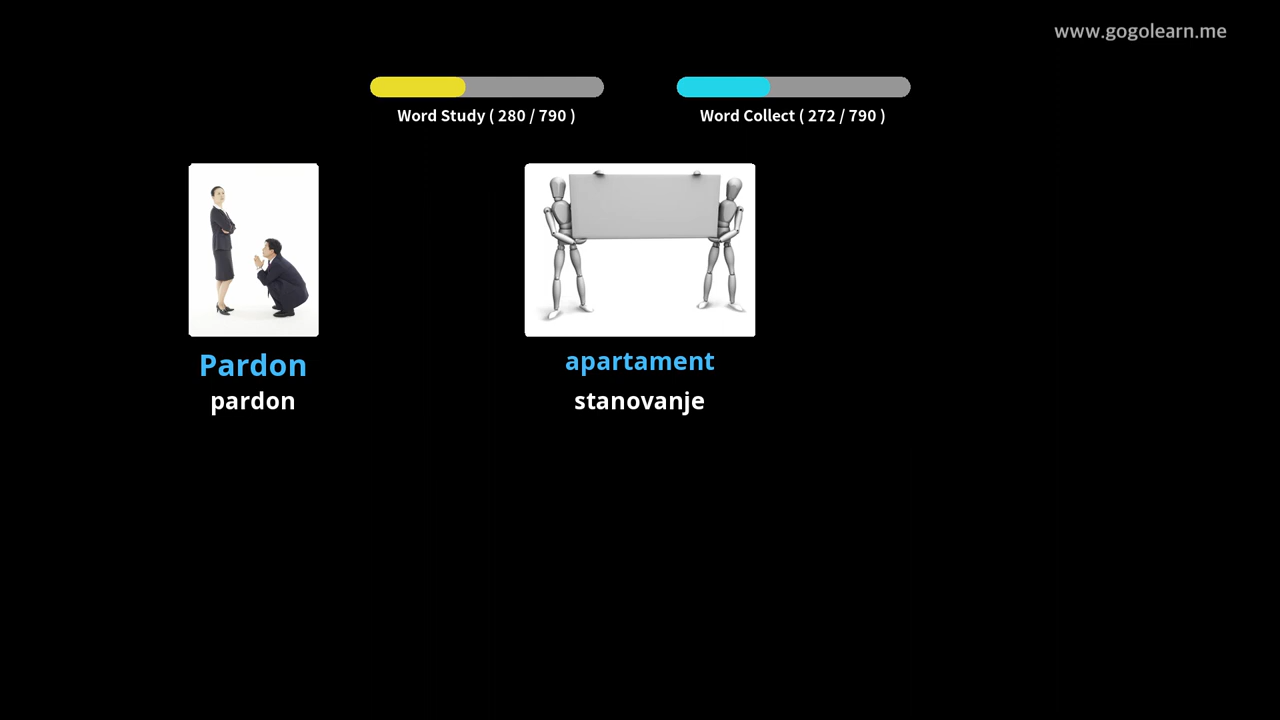 www.gogolearn.me
Word Study ( 280 / 790 )
Word Collect ( 272 / 790 )
Pardon
pardon
apartament
stanovanje